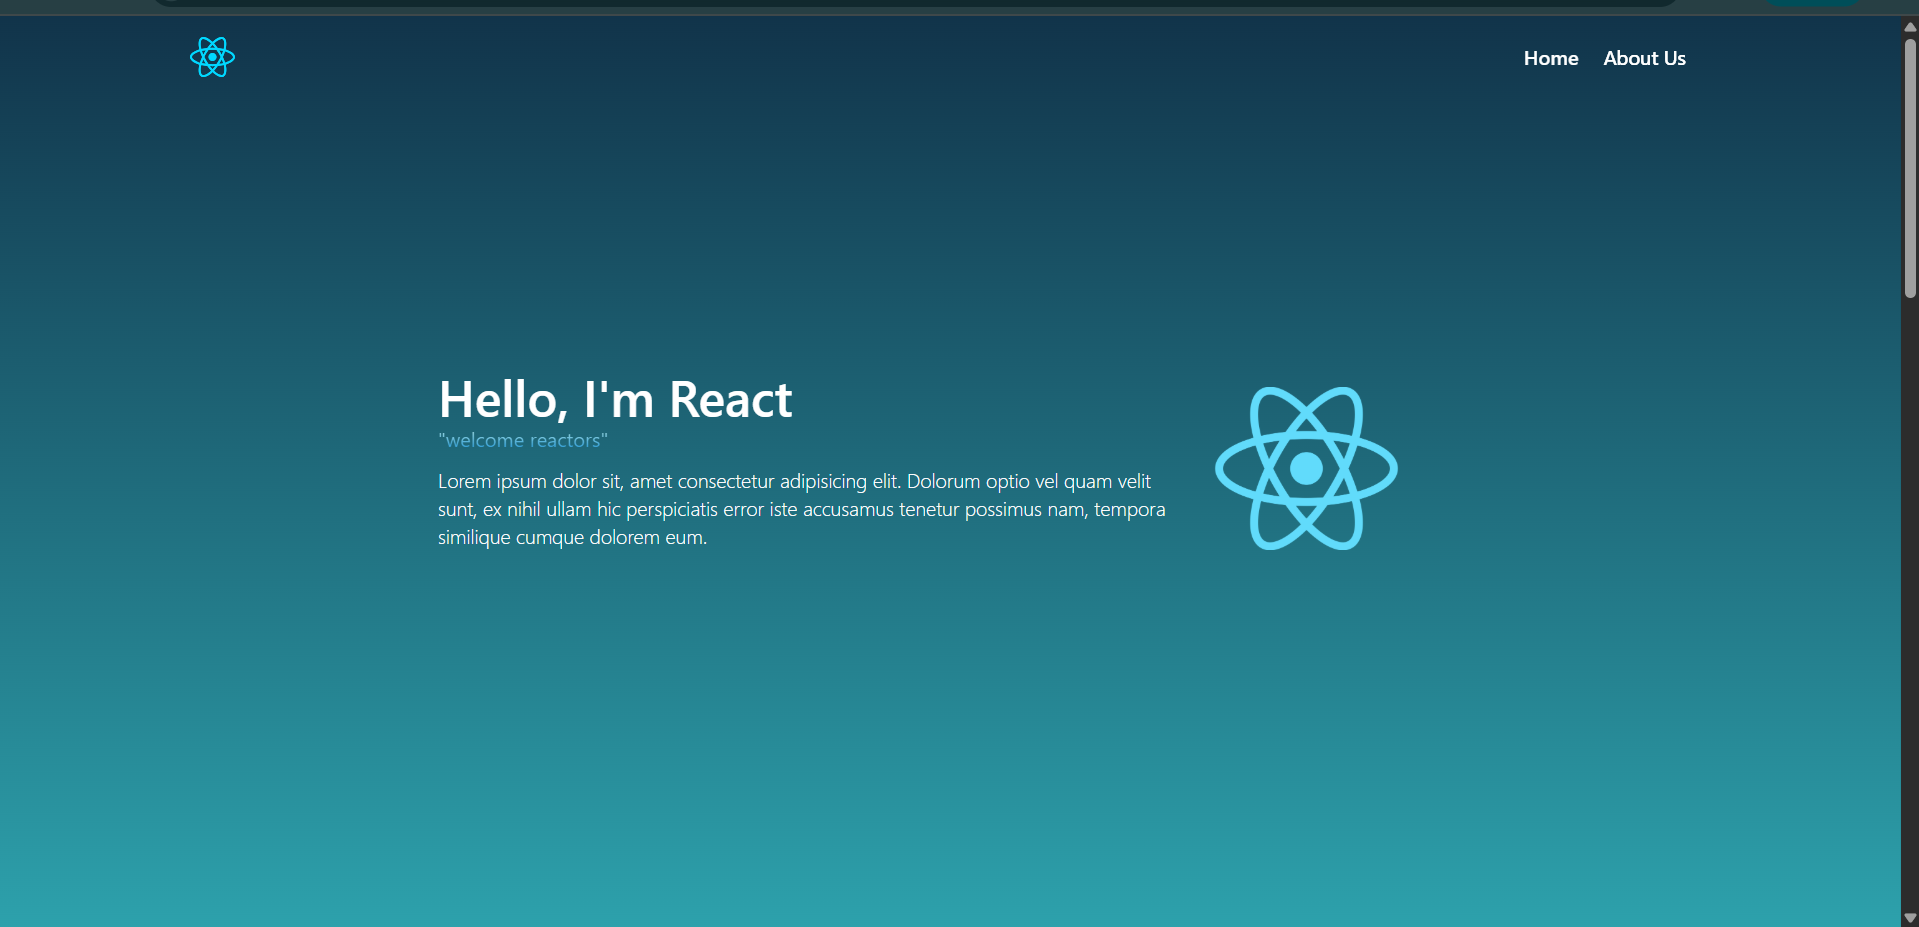 Home
About Us
Hello, I'm React
"welcome reactors"
Lorem ipsum dolor sit, amet consectetur adipisicing elit. Dolorum optio vel quam velit
sunt, ex nihil ullam hic perspiciatis error iste accusamus tenetur possimus nam, tempora
similique cumque dolorem eum.